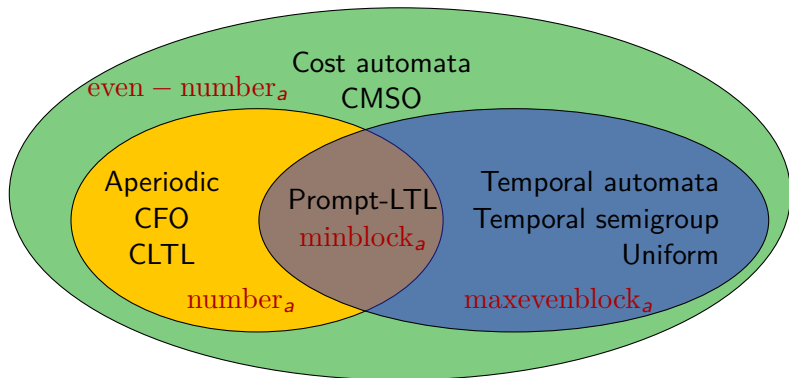 Cost automata
CMSO
even − number_a
Aperiodic
CFO
CLTL
number_a
Prompt-LTL
minblock_a
Temporal automata
Temporal semigroup
Uniform
maxevenblock_a